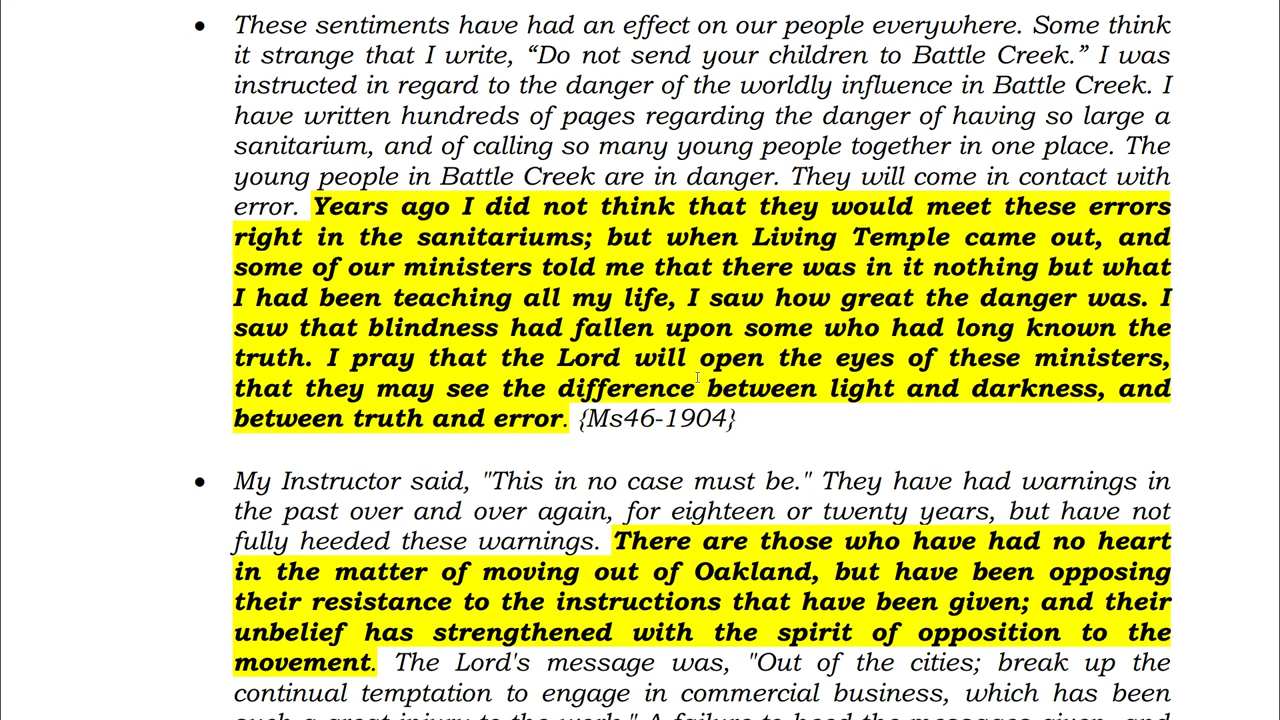 • These sentiments have had an effect on our people everywhere. Some think
it strange that I write, “Do not send your children to Battle Creek.” I was
instructed in regard to the danger of the worldly influence in Battle Creek. I
have written hundreds of pages regarding the danger of having so large a
sanitarium, and of calling so many young people together in one place. The
young people in Battle Creek are in danger. They will come in contact with
error. Years ago I did not think that they would meet these errors
right in the sanitariums; but when Living Temple came out, and
some of our ministers told me that there was in it nothing but what
I had been teaching all my life, I saw how great the danger was. I
saw that blindness had fallen upon some who had long known the
truth. I pray that the Lord will open the eyes of these ministers,
that they may see the difference between light and darkness, and
between truth and error. {Ms46-1904}
• My Instructor said, "This in no case must be." They have had warnings in
the past over and over again, for eighteen or twenty years, but have not
fully heeded these warnings. There are those who have had no heart
in the matter of moving out of Oakland, but have been opposing
their resistance to the instructions that have been given; and their
unbelief has strengthened with the spirit of opposition to the
movement. The Lord's message was, "Out of the cities; break up the
continual temptation to engage in commercial business, which has been
such a great injury to the work." A failure to heed the messages given, and